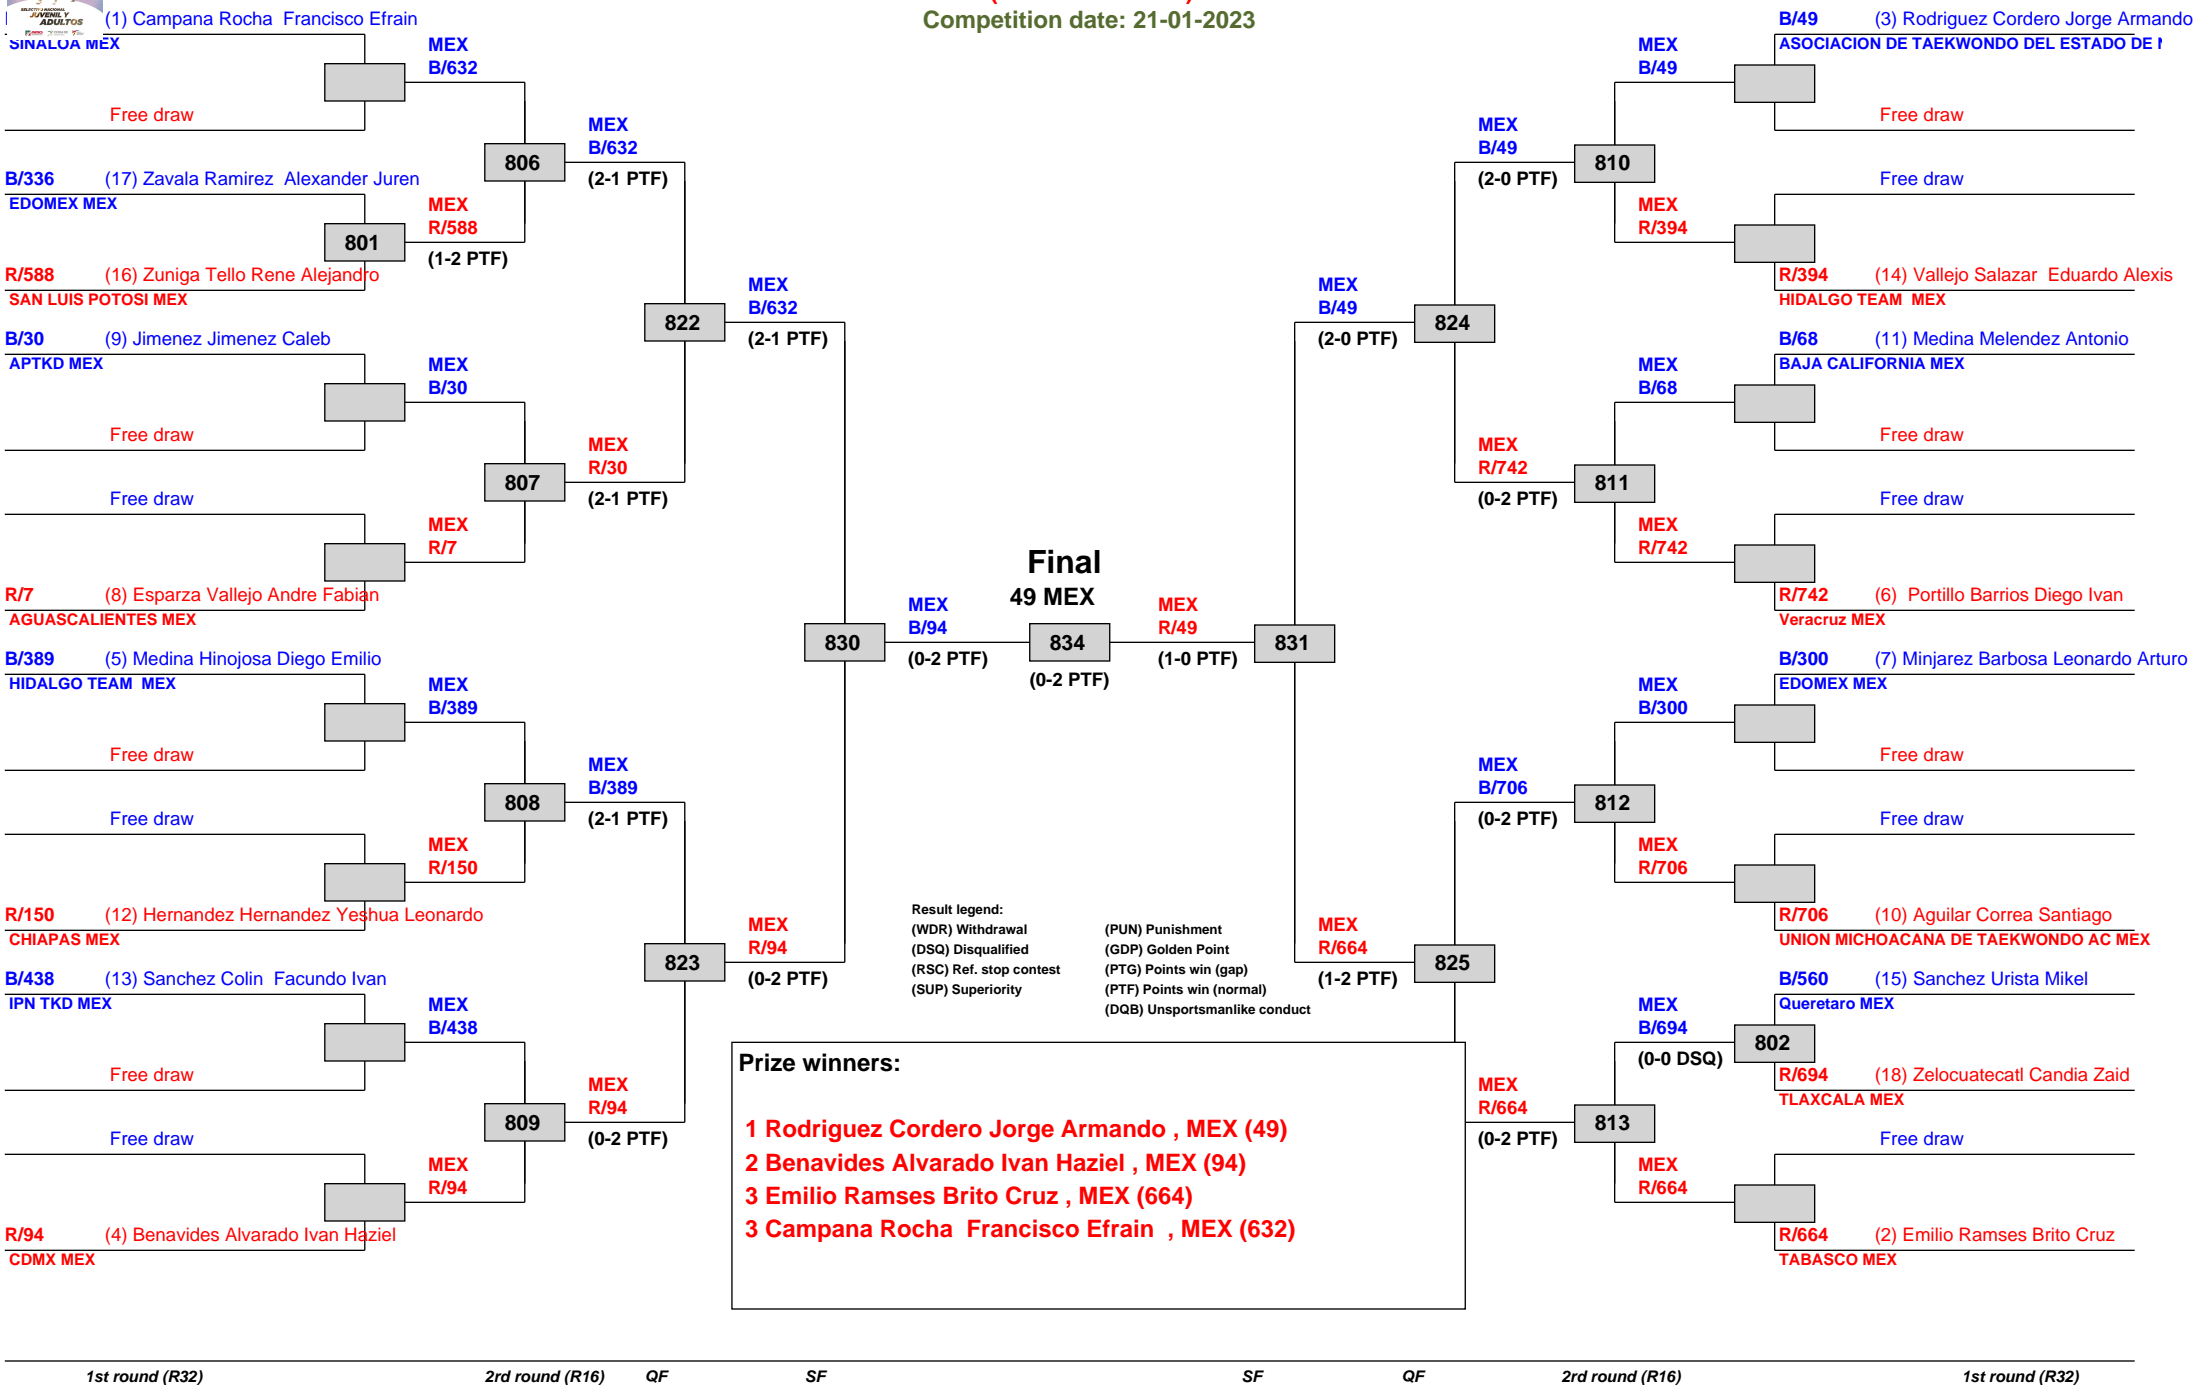 SELECTIVO NACIONAL
JUVENIL Y
ADULTOS
Competition date: 21-01-2023
(1) Campana Rocha  Francisco Efrain
SINALOA MEX
MEX
B/632
Free draw
MEX
B/632
(2-1 PTF)
806
B/336 (17) Zavala Ramirez  Alexander Juren
EDOMEX MEX
MEX
R/588
(1-2 PTF)
801
R/588 (16) Zuniga Tello Rene Alejandro
SAN LUIS POTOSI MEX
MEX
B/632
(2-1 PTF)
822
B/30 (9) Jimenez Jimenez Caleb
APTKD MEX
MEX
B/30
Free draw
MEX
R/30
(2-1 PTF)
807
Free draw
MEX
R/7
R/7 (8) Esparza Vallejo Andre Fabian
AGUASCALIENTES MEX
830
MEX
B/94
(0-2 PTF)
B/389 (5) Medina Hinojosa Diego Emilio
HIDALGO TEAM  MEX
MEX
B/389
Free draw
MEX
B/389
(2-1 PTF)
808
Free draw
MEX
R/150
R/150 (12) Hernandez Hernandez Yeshua Leonardo
CHIAPAS MEX
MEX
R/94
(0-2 PTF)
823
B/438 (13) Sanchez Colin  Facundo Ivan
IPN TKD MEX
MEX
B/438
Free draw
MEX
R/94
(0-2 PTF)
809
Free draw
MEX
R/94
R/94 (4) Benavides Alvarado Ivan Haziel
CDMX MEX
Final
49 MEX
834
(0-2 PTF)
B/49 (3) Rodriguez Cordero Jorge Armando
ASOCIACION DE TAEKWONDO DEL ESTADO DE
MEX
B/49
Free draw
MEX
B/49
(2-0 PTF)
810
Free draw
MEX
R/394
R/394 (14) Vallejo Salazar  Eduardo Alexis
HIDALGO TEAM  MEX
MEX
B/49
(2-0 PTF)
824
B/68 (11) Medina Melendez Antonio
BAJA CALIFORNIA MEX
MEX
B/68
Free draw
MEX
R/742
(0-2 PTF)
811
Free draw
MEX
R/742
R/742 (6)  Portillo Barrios Diego Ivan
Veracruz MEX
MEX
R/49
(1-0 PTF)
831
B/300 (7) Minjarez Barbosa Leonardo Arturo
EDOMEX MEX
MEX
B/300
Free draw
MEX
B/706
(0-2 PTF)
812
Free draw
MEX
R/706
R/706 (10) Aguilar Correa Santiago
UNION MICHOACANA DE TAEKWONDO AC MEX
MEX
R/664
(1-2 PTF)
825
B/560 (15) Sanchez Urista Mikel
Queretaro MEX
MEX
B/694
(0-0 DSQ)
802
R/694 (18) Zelocuatecatl Candia Zaid
TLAXCALA MEX
MEX
R/664
(0-2 PTF)
813
Free draw
MEX
R/664
R/664 (2) Emilio Ramses Brito Cruz
TABASCO MEX
Result legend:
(WDR) Withdrawal (PUN) Punishment
(DSQ) Disqualified (GDP) Golden Point
(RSC) Ref. stop contest (PTG) Points win (gap)
(SUP) Superiority (PTF) Points win (normal)
(DQB) Unsportsmanlike conduct
Prize winners:
1 Rodriguez Cordero Jorge Armando , MEX (49)
2 Benavides Alvarado Ivan Haziel , MEX (94)
3 Emilio Ramses Brito Cruz , MEX (664)
3 Campana Rocha  Francisco Efrain  , MEX (632)
1st round (R32) 2rd round (R16) QF SF SF QF 2rd round (R16) 1st round (R32)